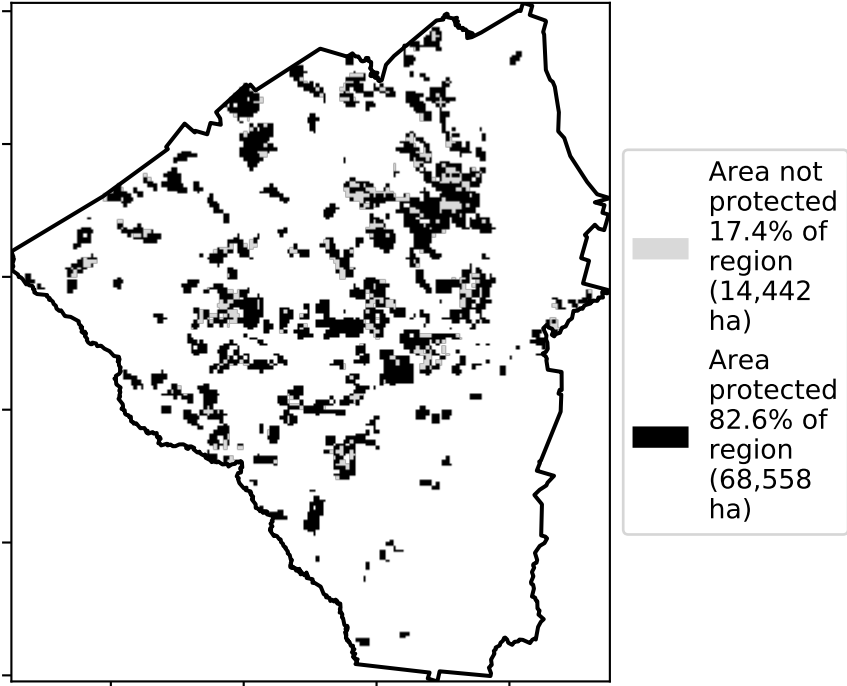 Area not
protected
17.4% of
region
(14,442
ha)
Area
protected
82.6% of
region
(68,558
ha)